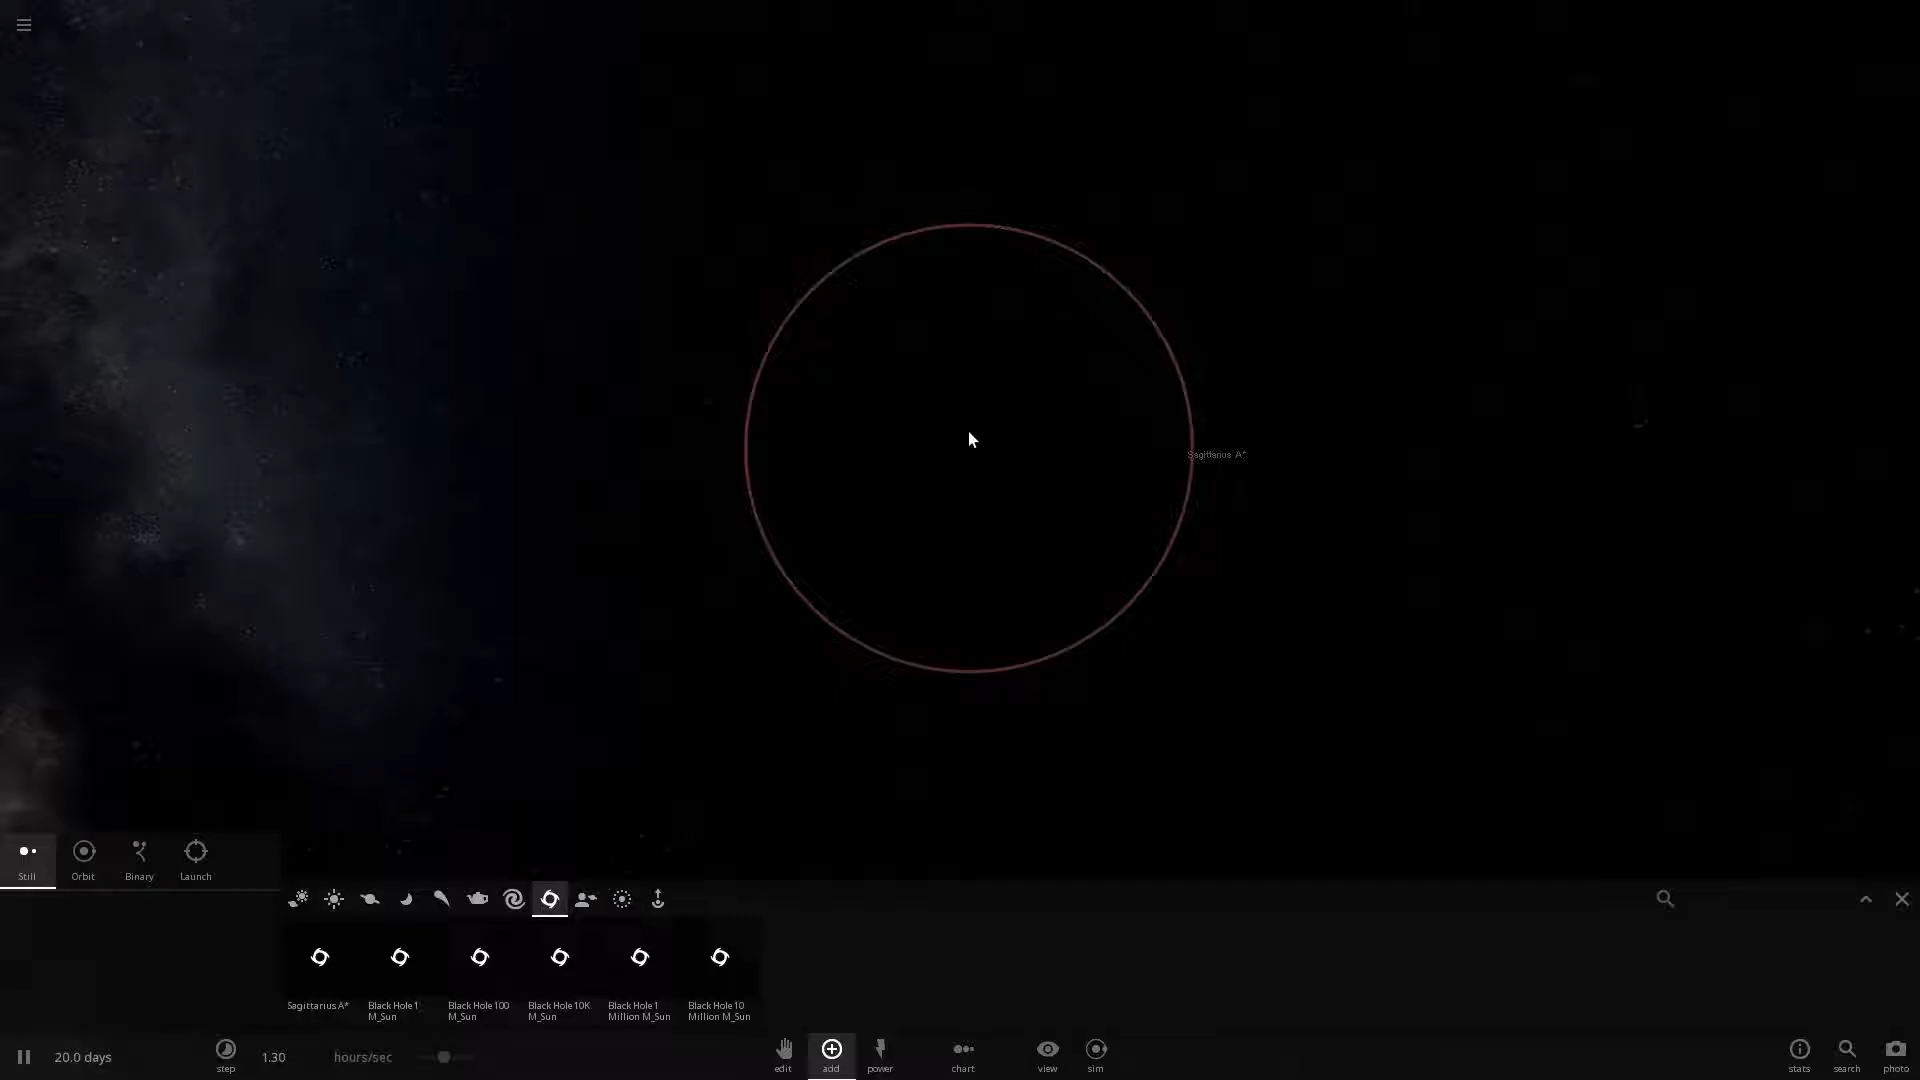 Sagittarius A*
Still
Orbit
Binary
Launch
Sagittarius A*
Black Hole 1
M_Sun
Black Hole 100
M_Sun
Black Hole 10K
M_Sun
Black Hole 1
Million M_Sun
Black Hole 10
Million M_Sun
20.0 days
step
1.30
hours/sec
edit
add
power
chart
view
sim
stats
search
photo